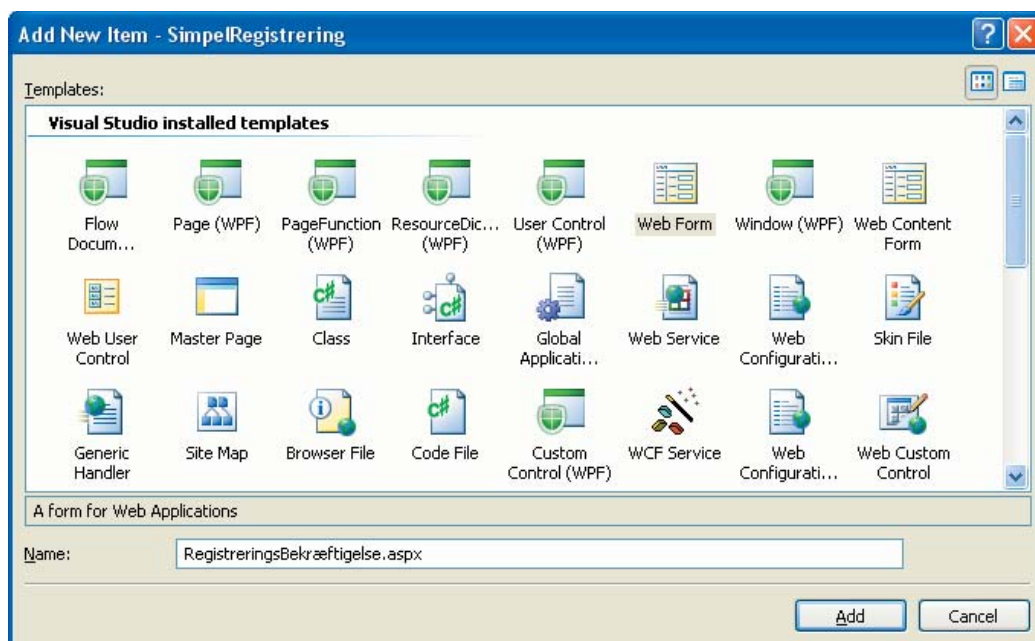 Add New Item - SimpelRegistrering
Templates:
Visual Studio installed templates
Flow Docum...
Page (WPF)
PageFunction (WPF)
ResourceDic... (WPF)
User Control (WPF)
Web Form
Window (WPF)
Web Content Form
Web User Control
Master Page
Class
Interface
Global Applicati...
Web Service
Web Configurati...
Skin File
Generic Handler
Site Map
Browser File
Code File
Custom Control (WPF)
WCF Service
Web Configurati...
Web Custom Control
A form for Web Applications
Name:
RegistreringsBekræftigelse.aspx
Add
Cancel